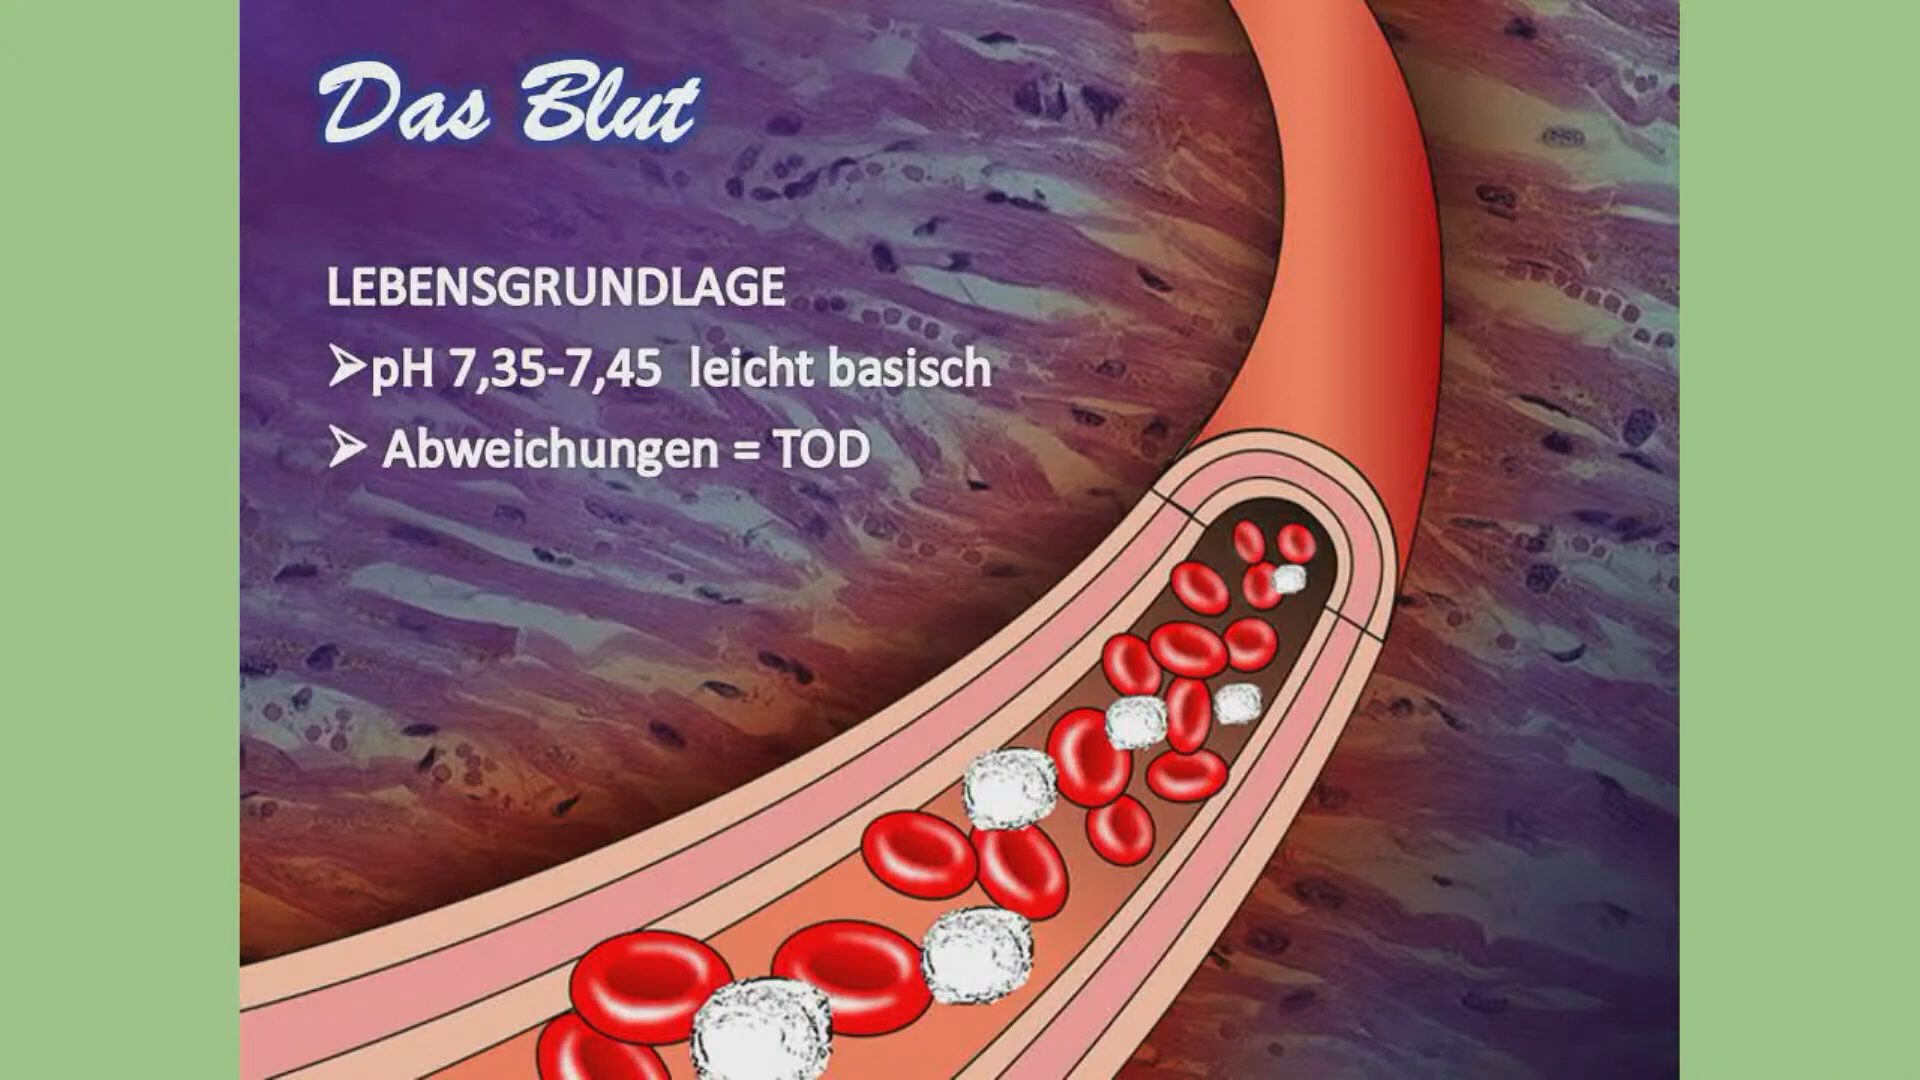 Das Blut
LEBENSGRUNDLAGE
➢pH 7,35-7,45 leicht basisch
➢ Abweichungen = TOD